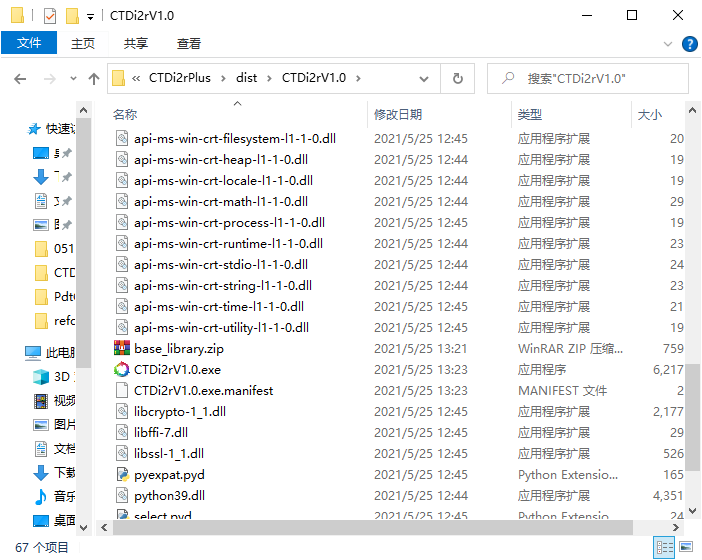 CTDi2rV1.0
文件 主页 共享 查看
« CTDi2rPlus › dist › CTDi2rV1.0 › 搜索"CTDi2rV1.0"
名称 修改日期 类型 大小
快速
api-ms-win-crt-filesystem-l1-1-0.dll 2021/5/25 12:45 应用程序扩展 20
api-ms-win-crt-heap-l1-1-0.dll 2021/5/25 12:44 应用程序扩展 19
api-ms-win-crt-locale-l1-1-0.dll 2021/5/25 12:44 应用程序扩展 19
api-ms-win-crt-math-l1-1-0.dll 2021/5/25 12:44 应用程序扩展 29
api-ms-win-crt-process-l1-1-0.dll 2021/5/25 12:45 应用程序扩展 19
051
api-ms-win-crt-runtime-l1-1-0.dll 2021/5/25 12:44 应用程序扩展 23
CTD
api-ms-win-crt-stdio-l1-1-0.dll 2021/5/25 12:44 应用程序扩展 24
Pdt
api-ms-win-crt-string-l1-1-0.dll 2021/5/25 12:44 应用程序扩展 23
refc
api-ms-win-crt-time-l1-1-0.dll 2021/5/25 12:45 应用程序扩展 21
api-ms-win-crt-utility-l1-1-0.dll 2021/5/25 12:45 应用程序扩展 19
此电脑
base_library.zip 2021/5/25 13:21 WinRAR ZIP 压缩... 759
3D
CTDi2rV1.0.exe 2021/5/25 13:23 应用程序 6,217
视频
CTDi2rV1.0.exe.manifest 2021/5/25 13:23 MANIFEST 文件 2
图片
libcrypto-1_1.dll 2021/5/25 12:45 应用程序扩展 2,177
文档
libffi-7.dll 2021/5/25 12:45 应用程序扩展 29
下载
libssl-1_1.dll 2021/5/25 12:45 应用程序扩展 526
音乐
pyexpat.pyd 2021/5/25 12:45 Python Extensio... 165
桌面
python39.dll 2021/5/25 12:44 应用程序扩展 4,351
select.pyd 2021/5/25 12:45 Python Extensio... 24
67 个项目